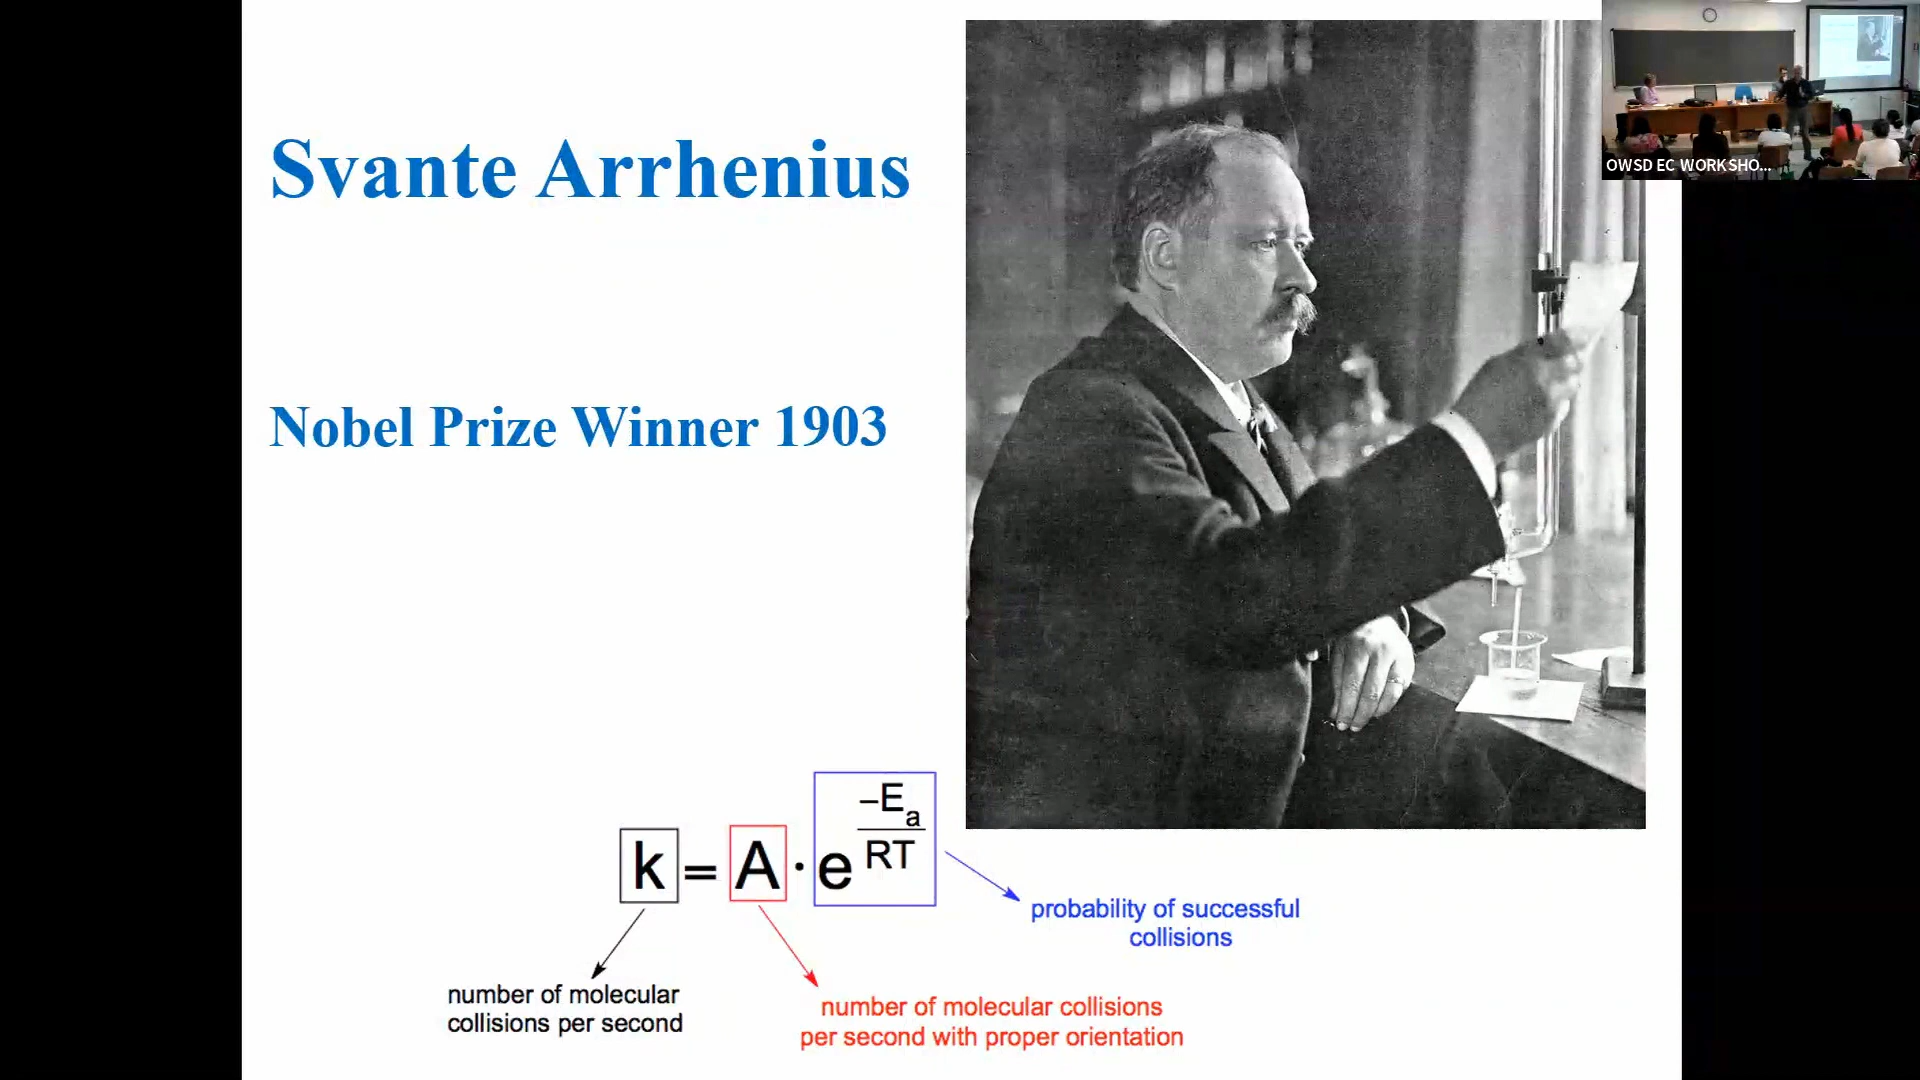 Svante Arrhenius
OWSD EC WORKSHO...
Nobel Prize Winner 1903
k = A · e –Ea
RT
probability of successful
collisions
number of molecular
collisions per second
number of molecular collisions
per second with proper orientation